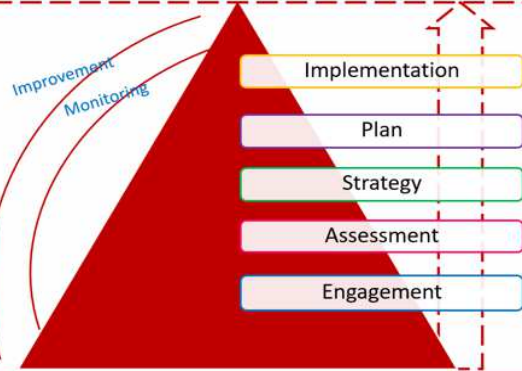 Improvement
Monitoring
Implementation
Plan
Strategy
Assessment
Engagement